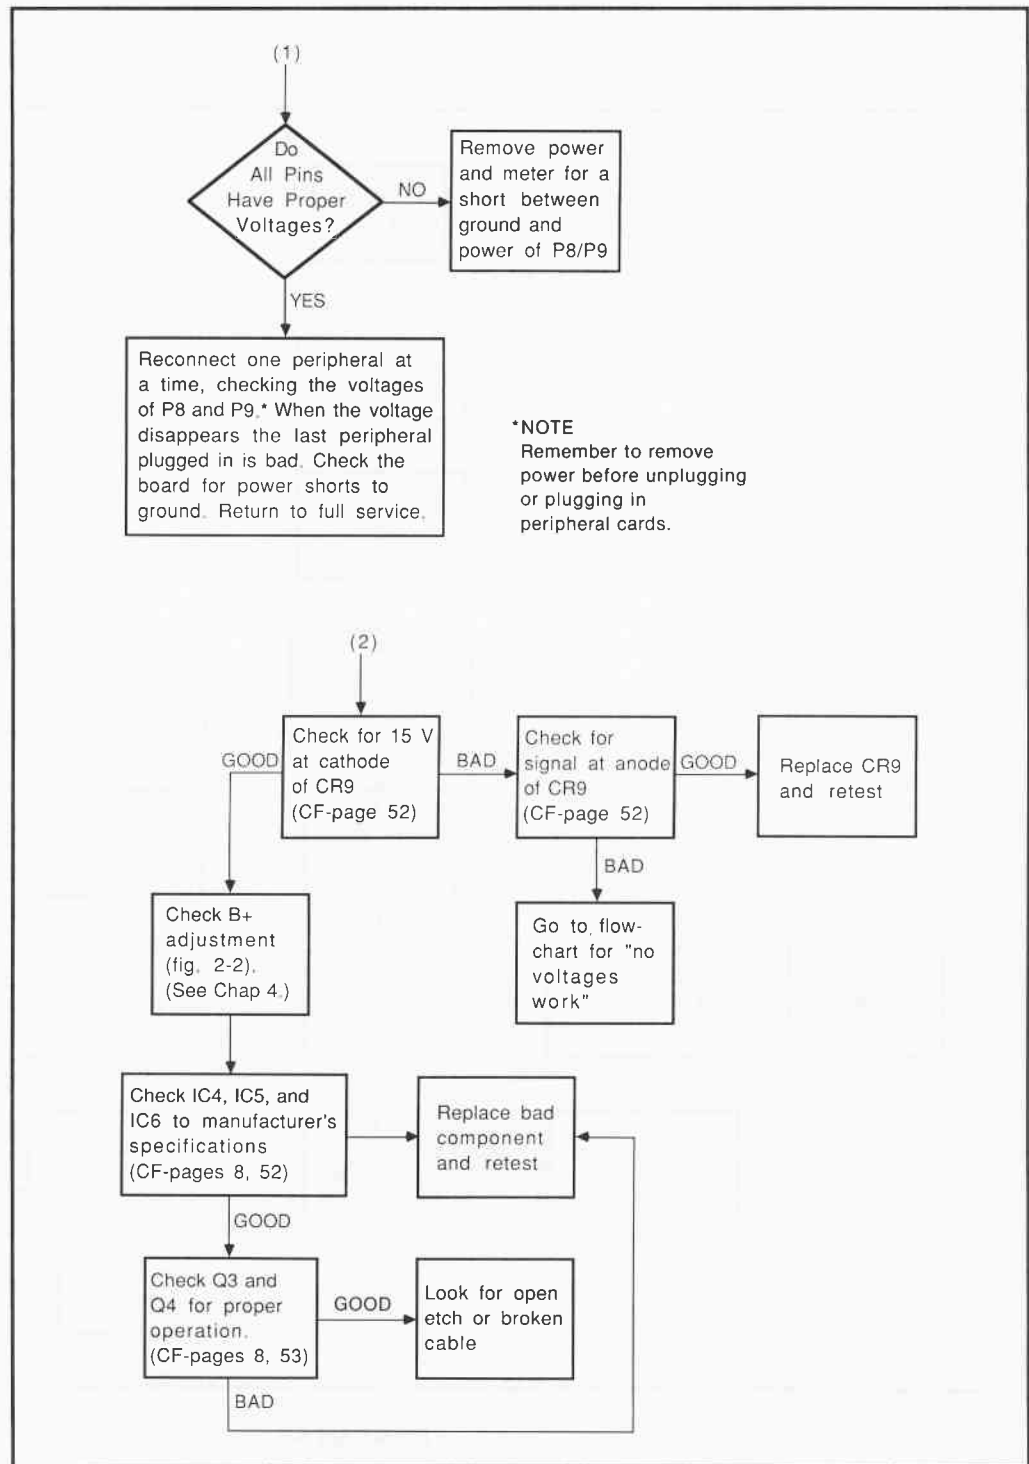 (1)
Do
All Pins
Have Proper
Voltages?
NO
Remove power
and meter for a
short between
ground and
power of P8/P9
YES
Reconnect one peripheral at
a time, checking the voltages
of P8 and P9.* When the voltage
disappears the last peripheral
plugged in is bad. Check the
board for power shorts to
ground. Return to full service.
*NOTE
Remember to remove
power before unplugging
or plugging in
peripheral cards.
(2)
Check for 15 V
at cathode
of CR9
(CF-page 52)
GOOD
BAD
Check for
signal at anode
of CR9
(CF-page 52)
GOOD
Replace CR9
and retest
BAD
Go to flow-
chart for "no
voltages
work"
Check B+
adjustment
(fig. 2-2).
(See Chap 4.)
Check IC4, IC5, and
IC6 to manufacturer's
specifications
(CF-pages 8, 52)
Replace bad
component
and retest
GOOD
Check Q3 and
Q4 for proper
operation.
(CF-pages 8, 53)
GOOD
Look for open
etch or broken
cable
BAD